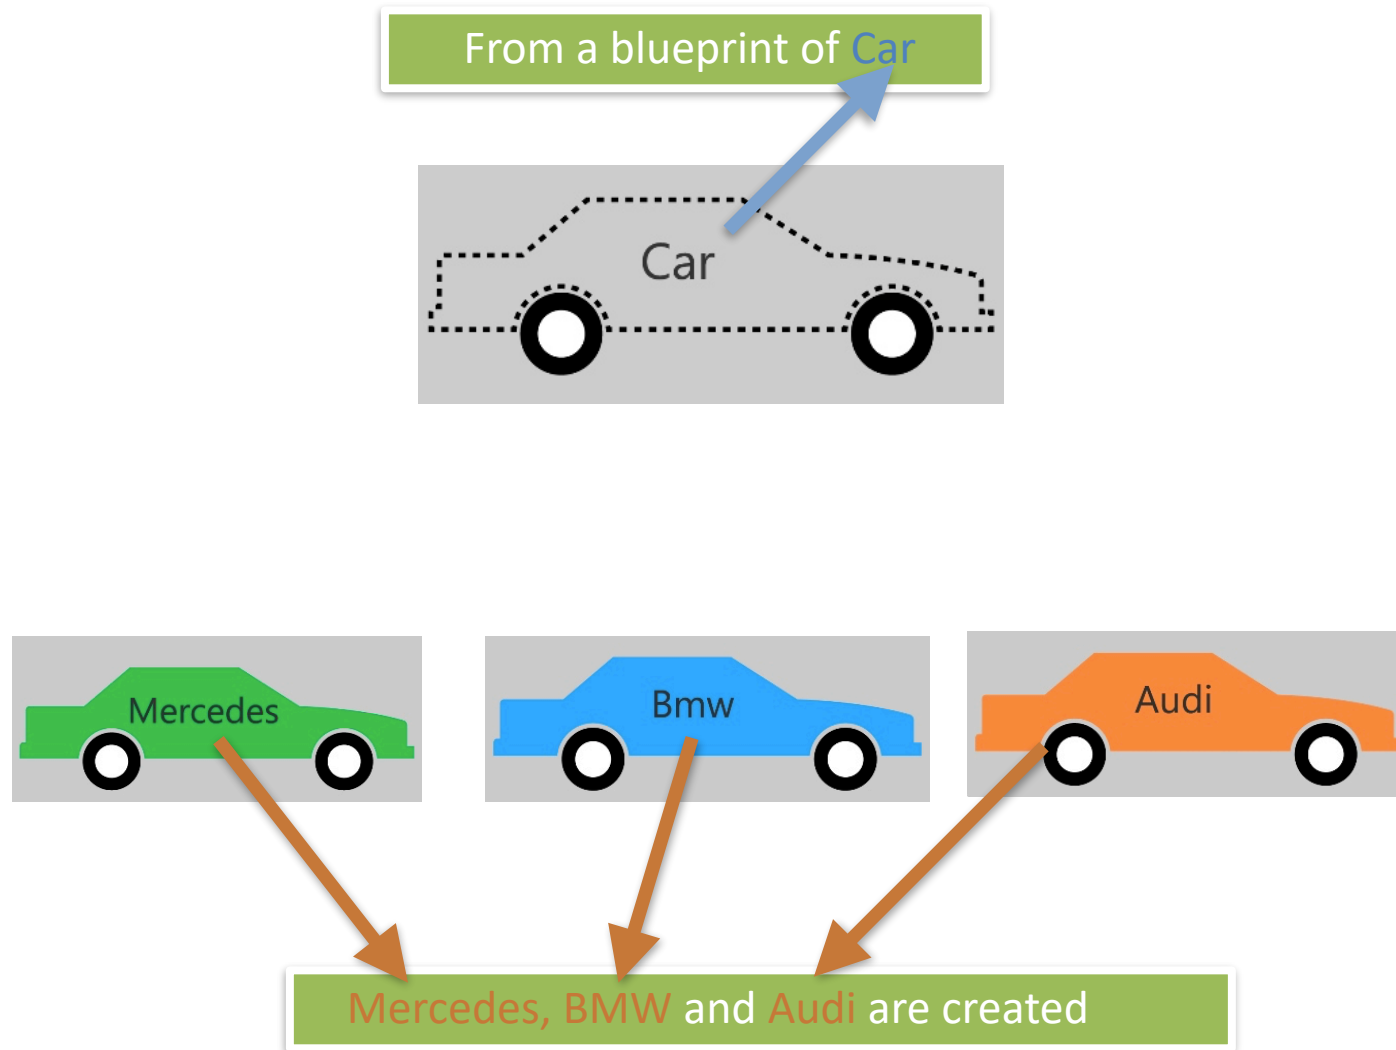 From a blueprint of Car
Car
Mercedes
Bmw
Audi
Mercedes, BMW and Audi are created